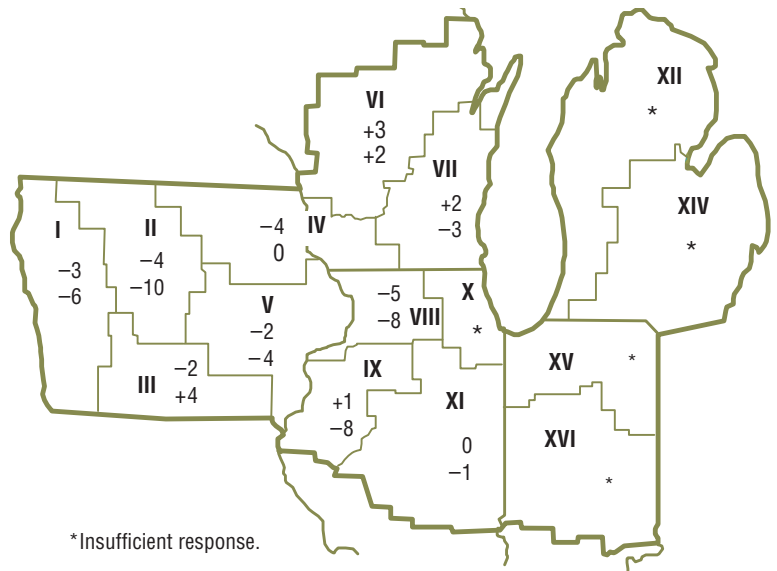 XII
*
VI
+3
+2
VII
+2
−3
XIV
*
I
−3
−6
II
−4
−10
IV
−4
0
V
−2
−4
VIII
−5
−8
X
*
III
−2
+4
IX
+1
−8
XI
0
−1
XV
*
XVI
*
*Insufficient response.